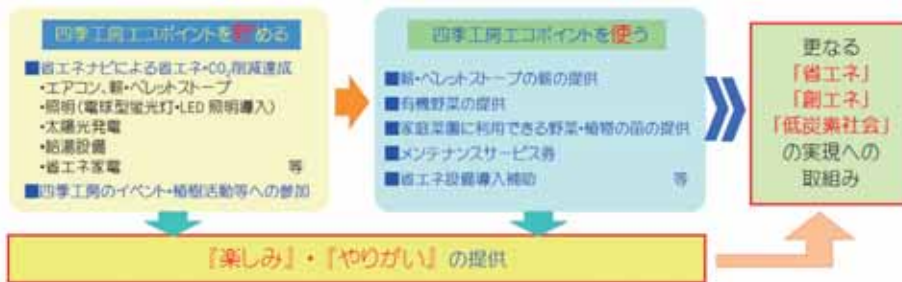 四季工房エコポイントを貯める
■省エネナビによる省エネ・CO₂削減達成
・エアコン、薪・ペレットストーブ
・照明（電球型蛍光灯・LED 照明導入）
・太陽光発電
・給湯設備
・省エネ家電 等
■四季工房のイベント・植樹活動等への参加
四季工房エコポイントを使う
■薪・ペレットストーブの薪の提供
■有機野菜の提供
■家庭菜園に利用できる野菜・植物の苗の提供
■メンテナンスサービス券
■省エネ設備導入補助 等
更なる
「省エネ」
「創エネ」
「低炭素社会」
の実現への
取組み
『楽しみ』・『やりがい』の提供